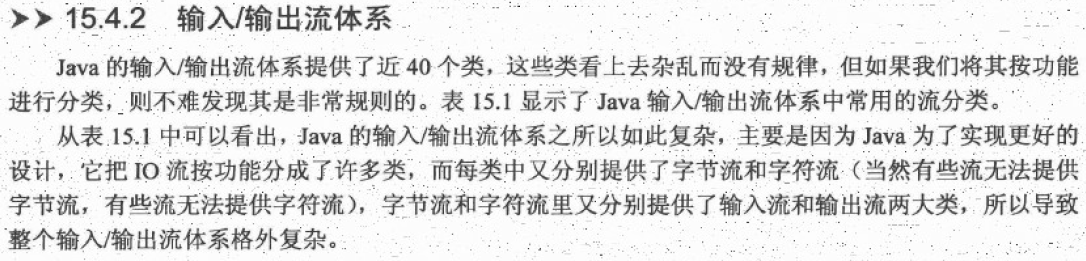 ➤➤ 15.4.2 输入/输出流体系
Java 的输入/输出流体系提供了近 40 个类，这些类看上去杂乱而没有规律，但如果我们将其按功能
进行分类，则不难发现其是非常规则的。表 15.1 显示了 Java 输入/输出流体系中常用的流分类。
从表 15.1 中可以看出，Java 的输入/输出流体系之所以如此复杂，主要是因为 Java 为了实现更好的
设计，它把 IO 流按功能分成了许多类，而每类中又分别提供了字节流和字符流（当然有些流无法提供
字节流，有些流无法提供字符流），字节流和字符流里又分别提供了输入流和输出流两大类，所以导致
整个输入/输出流体系格外复杂。